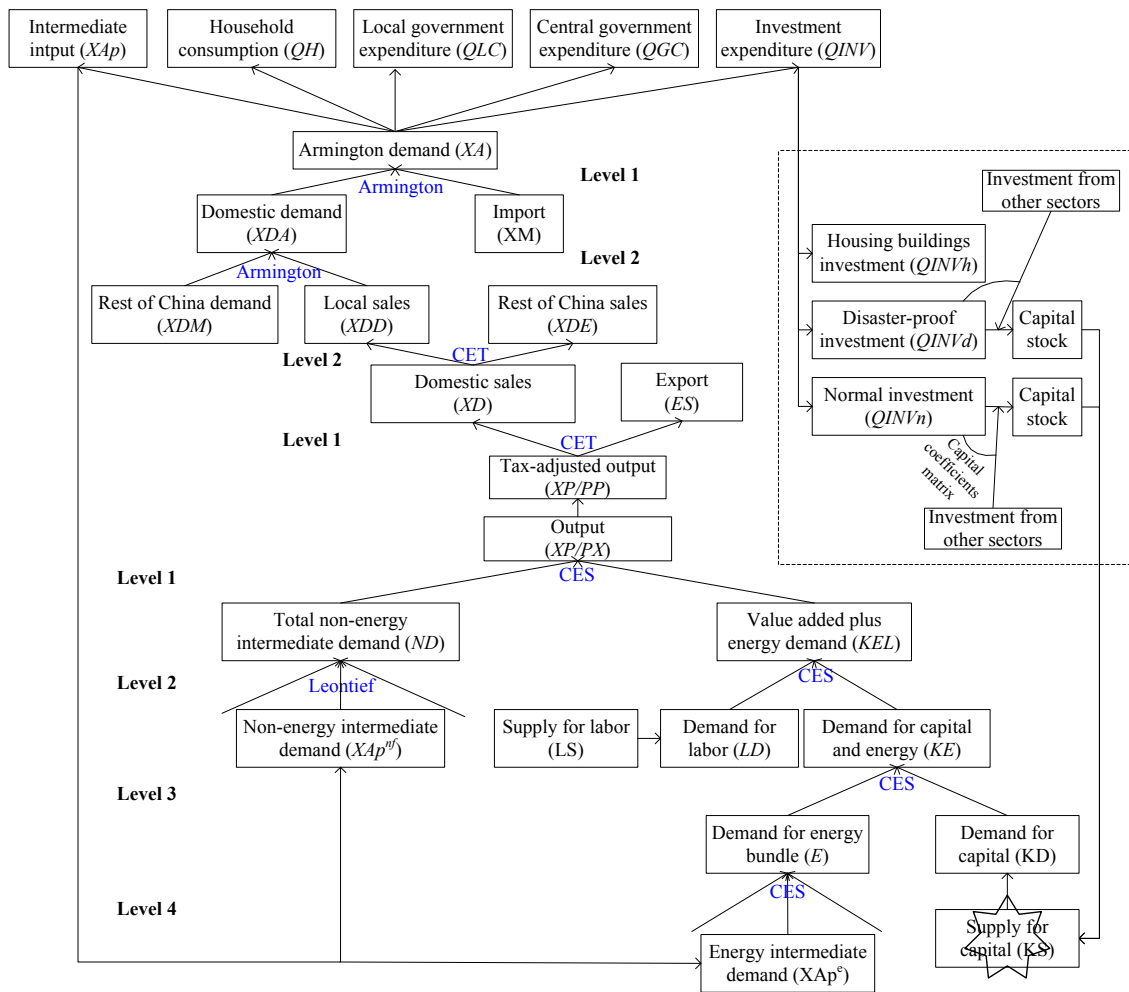 Intermediate
intput (XAp)
Household
consumption (QH)
Local government
expenditure (QLC)
Central government
expenditure (QGC)
Investment
expenditure (QINV)
Armington demand (XA)
Level 1
Armington
Domestic demand
(XDA)
Import
(XM)
Level 2
Armington
Rest of China demand
(XDM)
Local sales
(XDD)
Rest of China sales
(XDE)
Level 2
CET
Domestic sales
(XD)
Export
(ES)
Level 1
CET
Tax-adjusted output
(XP/PP)
Output
(XP/PX)
Investment from
other sectors
Housing buildings
investment (QINVh)
Disaster-proof
investment (QINVd)
Capital
stock
Normal investment
(QINVn)
Capital
stock
Capital
coefficients
matrix
Investment from
other sectors
Level 1
CES
Total non-energy
intermediate demand (ND)
Value added plus
energy demand (KEL)
Level 2
Leontief
CES
Non-energy intermediate
demand (XAp^nf)
Supply for labor
(LS)
Demand for
labor (LD)
Demand for capital
and energy (KE)
Level 3
CES
Demand for energy
bundle (E)
Demand for
capital (KD)
Level 4
CES
Energy intermediate
demand (XAp^e)
Supply for
capital (KS)